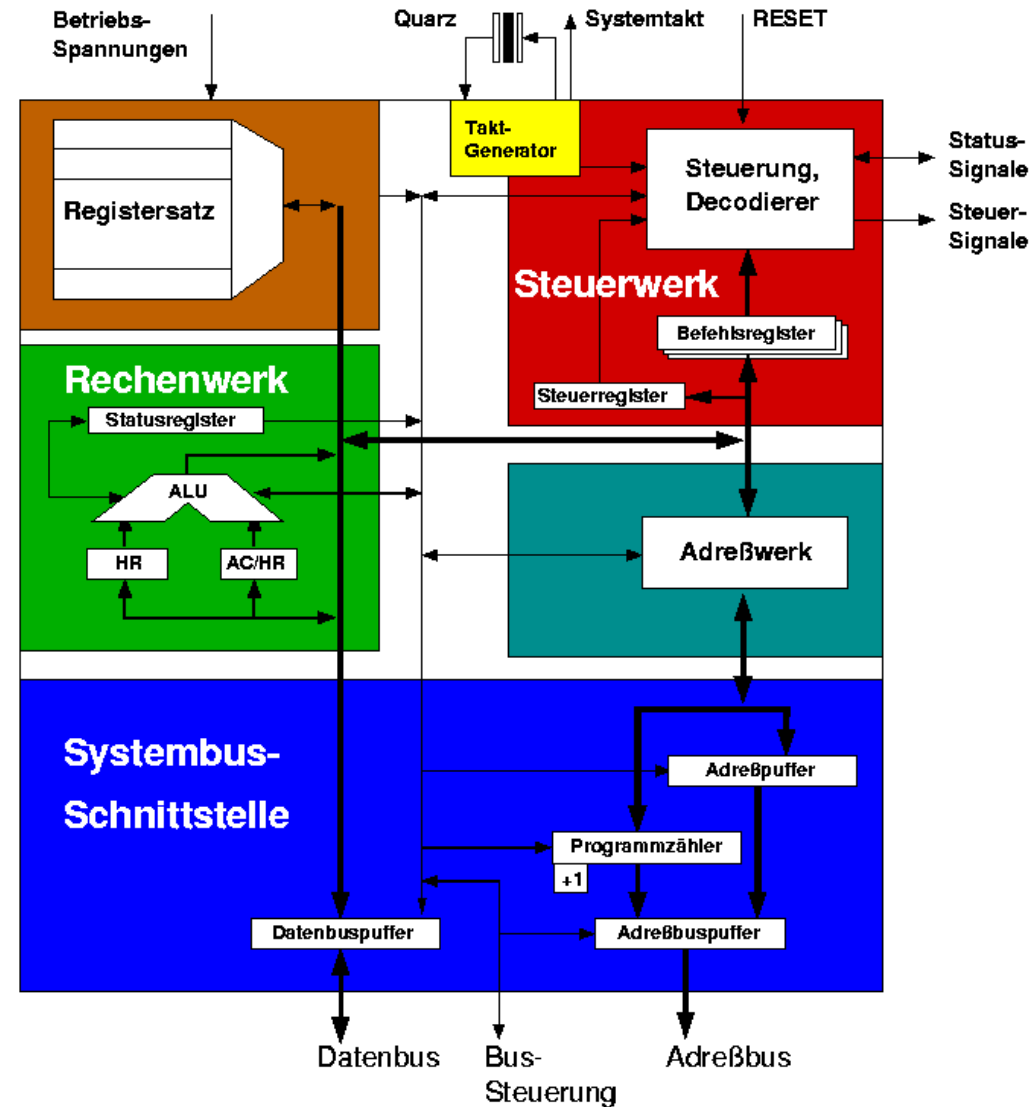 Betriebs-
Spannungen
Quarz
Systemtakt
RESET
Takt-
Generator
Registersatz
Steuerung,
Decodierer
Status-
Signale
Steuer-
Signale
Steuerwerk
Befehlsregister
Steuerregister
Rechenwerk
Statusregister
ALU
HR
AC/HR
Adreßwerk
Systembus-
Schnittstelle
Adreßpuffer
Programmzähler
+1
Datenbuspuffer
Adreßbuspuffer
Datenbus
Bus-
Steuerung
Adreßbus